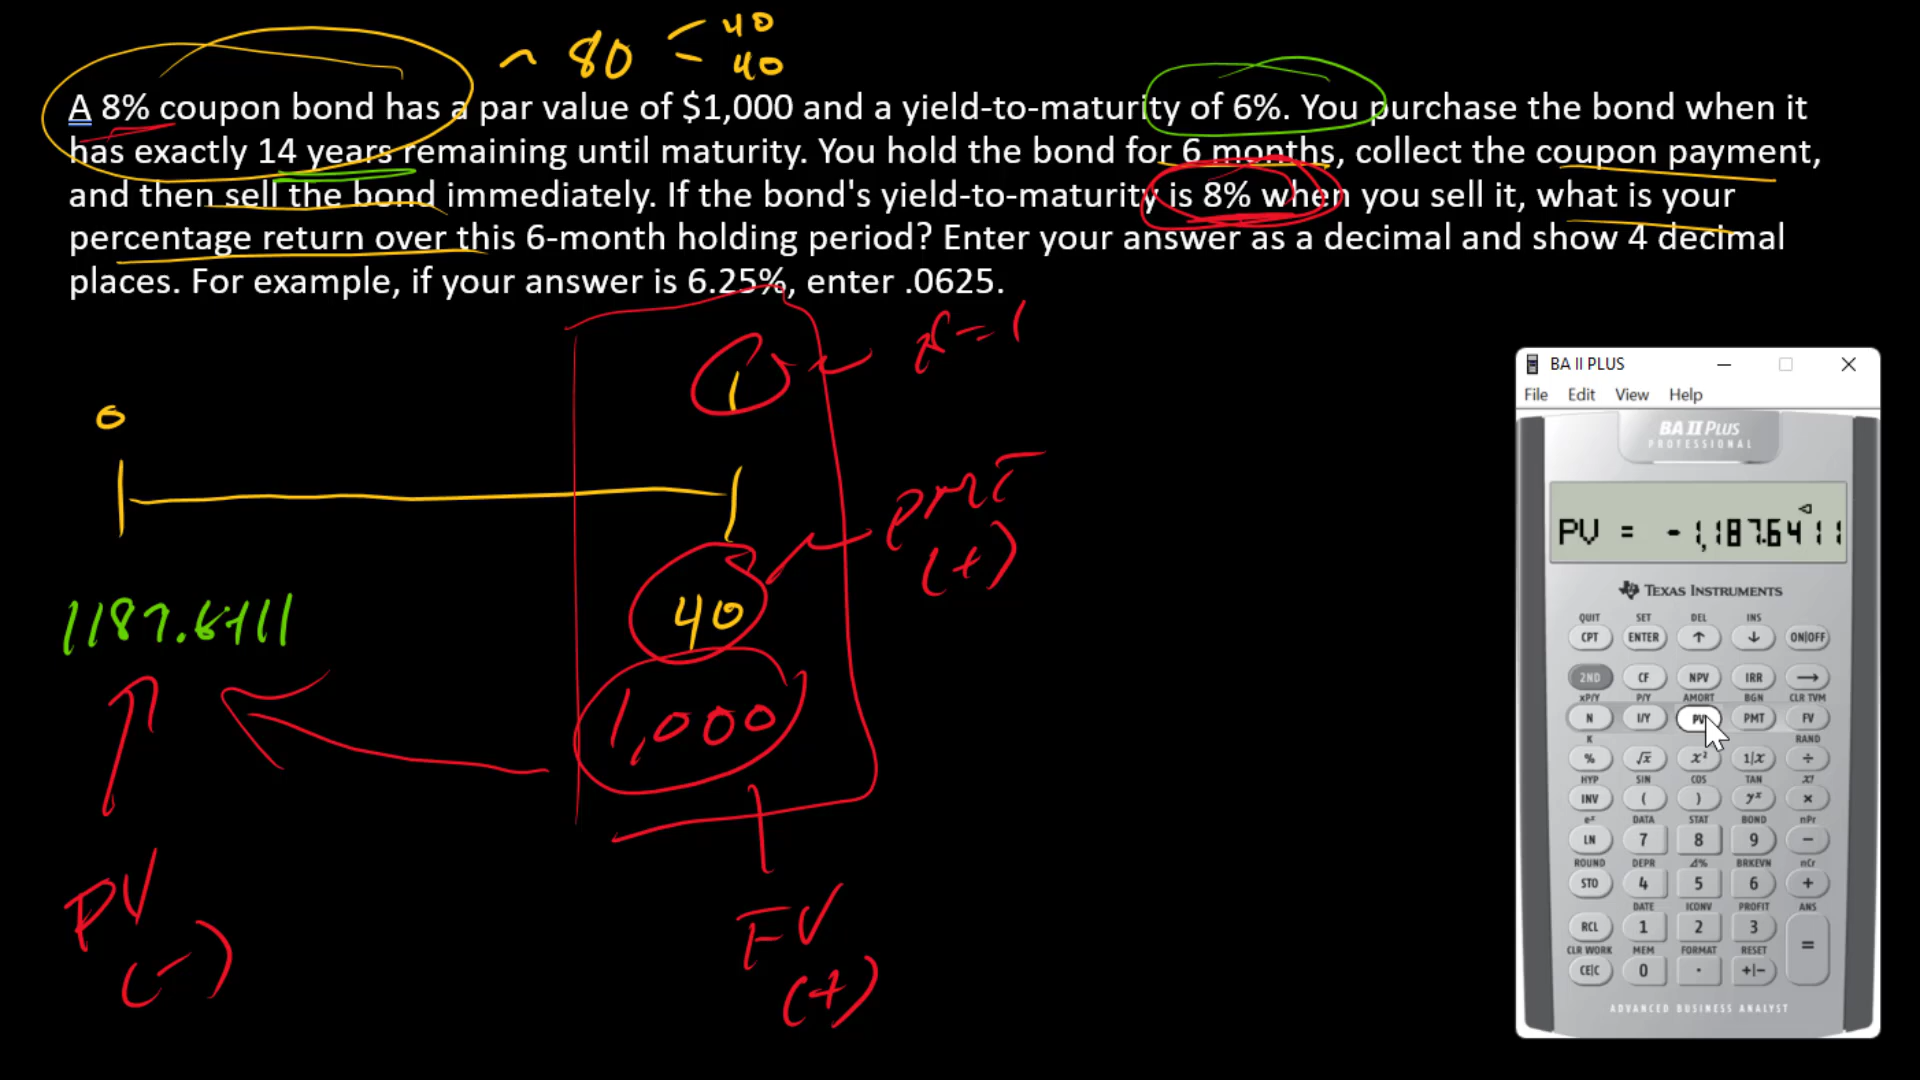 ~ 80 40
40
A 8% coupon bond has a par value of $1,000 and a yield-to-maturity of 6%. You purchase the bond when it
has exactly 14 years remaining until maturity. You hold the bond for 6 months, collect the coupon payment,
and then sell the bond immediately. If the bond's yield-to-maturity is 8% when you sell it, what is your
percentage return over this 6-month holding period? Enter your answer as a decimal and show 4 decimal
places. For example, if your answer is 6.25%, enter .0625.
0
1
N=1
PMT
(+)
40
1187.6411
1,000
PV
(-)
FV
(+)
BA II PLUS
File Edit View Help
BA II PLUS
PROFESSIONAL
PV = -1,187.6411
TEXAS INSTRUMENTS
QUIT SET DEL INS
CPT ENTER ↑ ↓ ON|OFF
2ND CF NPV IRR →
xP/Y P/Y AMORT BGN CLR TVM
N I/Y PV PMT FV
K RAND
% √x x² 1/x ÷
HYP SIN COS TAN x!
INV ( ) yˣ ×
eˣ DATA STAT BOND nPr
LN 7 8 9 −
ROUND DEPR Δ% BRKEVN nCr
STO 4 5 6 +
DATE ICONV PROFIT ANS
RCL 1 2 3 =
CLR WORK MEM FORMAT RESET
CE|C 0 . +|−
ADVANCED BUSINESS ANALYST